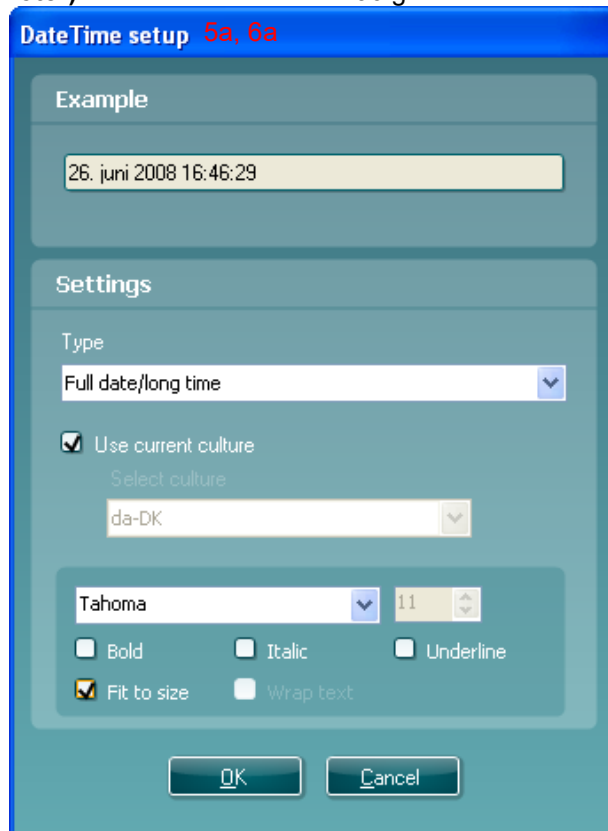 DateTime setup 5a, 6a
Example
26. juni 2008 16:46:29
Settings
Type
Full date/long time
Use current culture
Select culture
da-DK
Tahoma 11
Bold Italic Underline
Fit to size Wrap text
OK Cancel